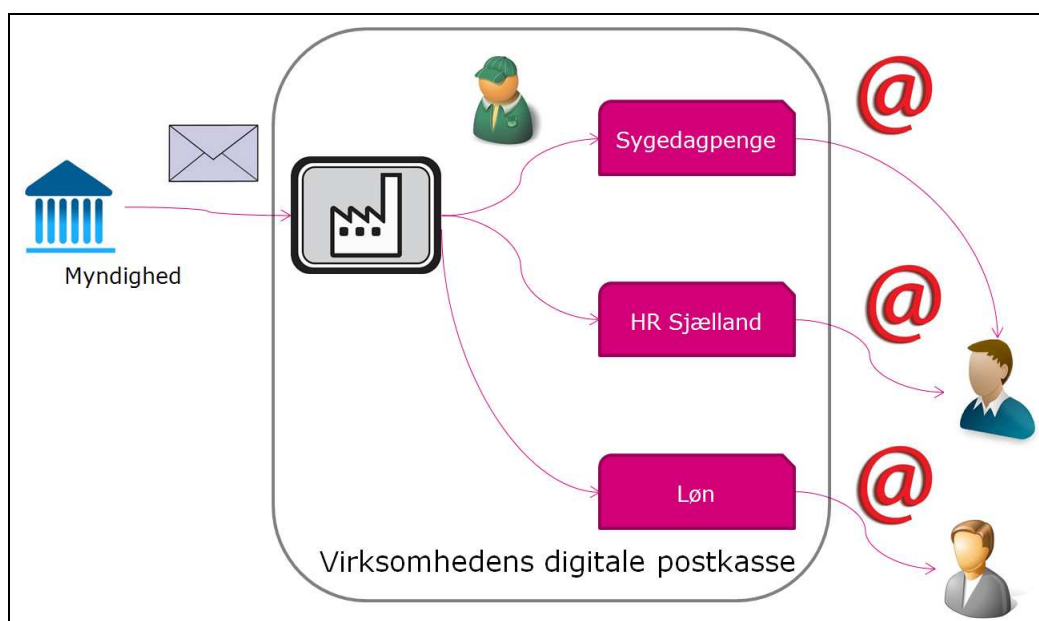 Myndighed
Sygedagpenge
HR Sjælland
Løn
Virksomhedens digitale postkasse
@
@
@